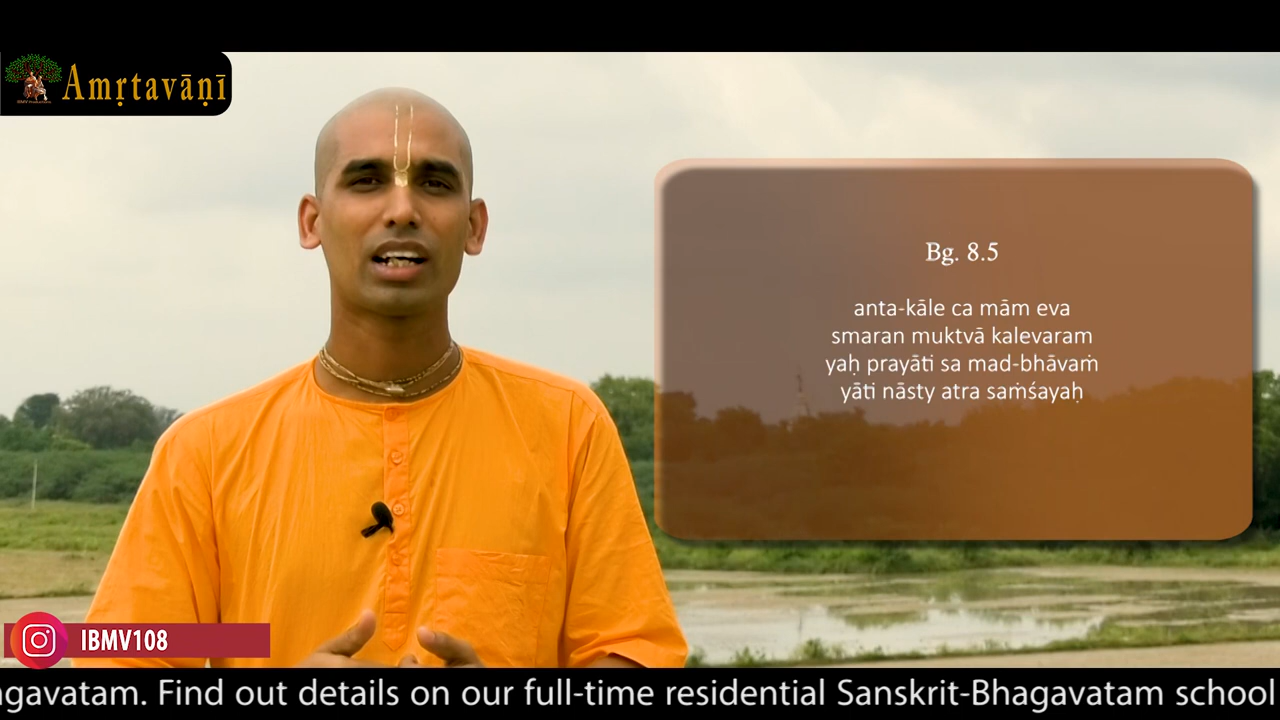 Amṛtavāṇī
Bg. 8.5
anta-kāle ca mām eva
smaran muktvā kalevaram
yaḥ prayāti sa mad-bhāvaṁ
yāti nāsty atra saṁśayaḥ
IBMV108
agavatam. Find out details on our full-time residential Sanskrit-Bhagavatam school